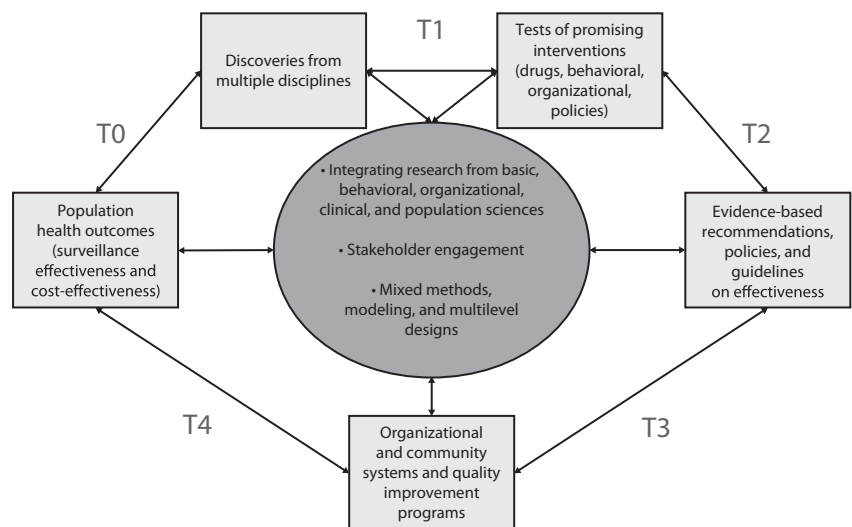 T1
Discoveries from
multiple disciplines
Tests of promising
interventions
(drugs, behavioral,
organizational,
policies)
T0
T2
• Integrating research from basic,
behavioral, organizational,
clinical, and population sciences
• Stakeholder engagement
• Mixed methods,
modeling, and multilevel
designs
Population
health outcomes
(surveillance
effectiveness and
cost-effectiveness)
Evidence-based
recommendations,
policies, and
guidelines
on effectiveness
T4
T3
Organizational
and community
systems and quality
improvement
programs